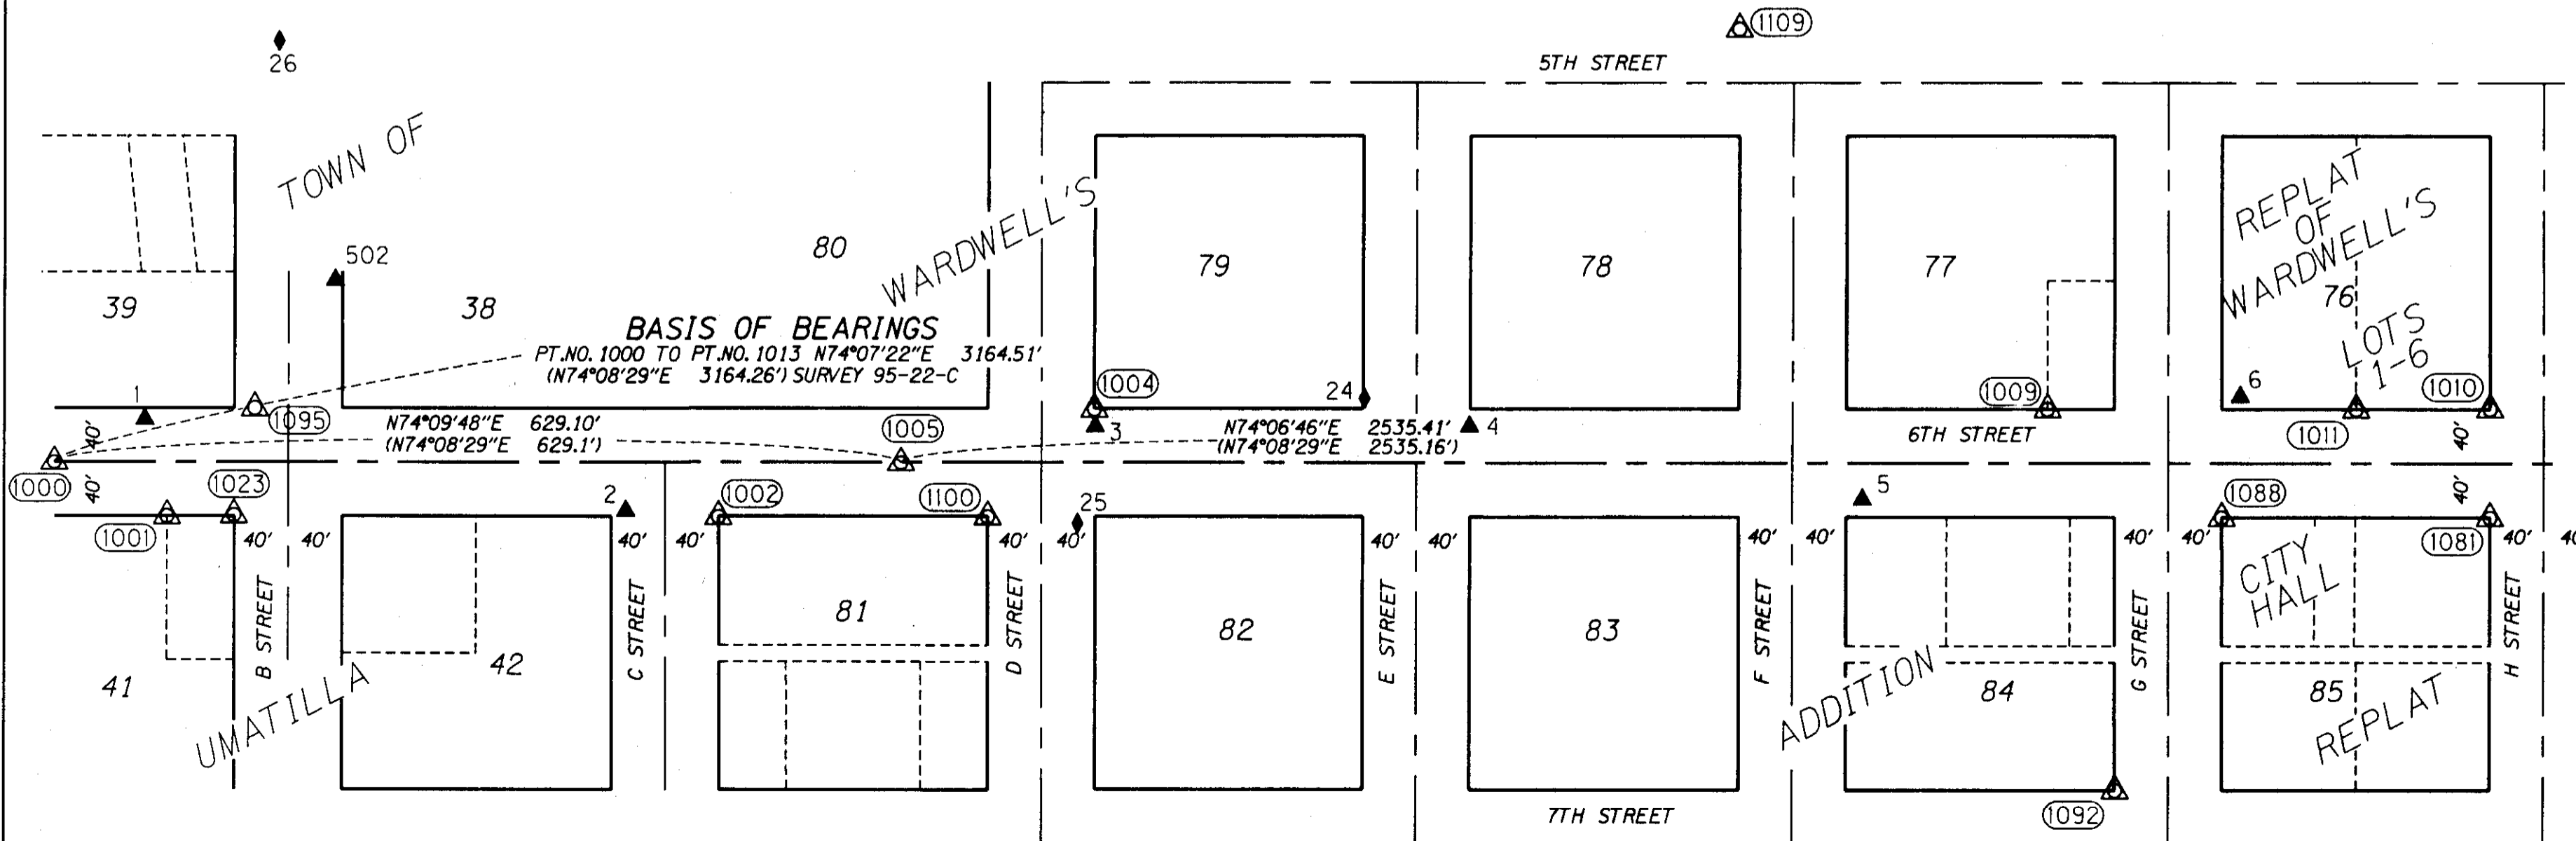 1109
5TH STREET
26
TOWN OF
WARDWELL'S
REPLAT
OF
WARDWELL'S
LOTS
1-6
502
80
79
78
77
76
39
38
BASIS OF BEARINGS
PT.NO. 1000 TO PT.NO. 1013 N74°07'22"E 3164.51'
(N74°08'29"E 3164.26') SURVEY 95-22-C
1
1095
N74°09'48"E 629.10'
(N74°08'29"E 629.1')
1005
1004
3
24
N74°06'46"E 2535.41'
(N74°08'29"E 2535.16')
4
1009
6TH STREET
6
1011
1010
40'
40'
1000
40'
40'
1001
1023
2
1002
1100
25
5
1088
1081
40' 40' 40' 40' 40' 40' 40' 40' 40' 40' 40' 40' 40' 40
B STREET
C STREET
D STREET
E STREET
F STREET
G STREET
H STREET
CITY
HALL
41
42
81
82
83
84
85
UMATILLA
ADDITION
REPLAT
7TH STREET
1092